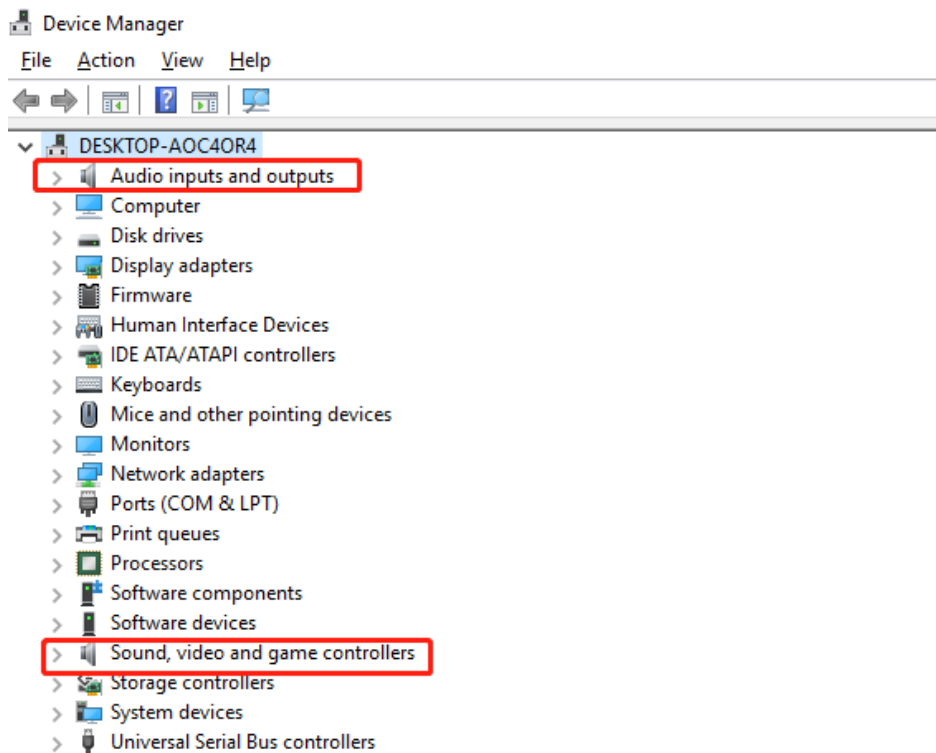 Device Manager
File Action View Help
DESKTOP-AOC4OR4
Audio inputs and outputs
Computer
Disk drives
Display adapters
Firmware
Human Interface Devices
IDE ATA/ATAPI controllers
Keyboards
Mice and other pointing devices
Monitors
Network adapters
Ports (COM & LPT)
Print queues
Processors
Software components
Software devices
Sound, video and game controllers
Storage controllers
System devices
Universal Serial Bus controllers